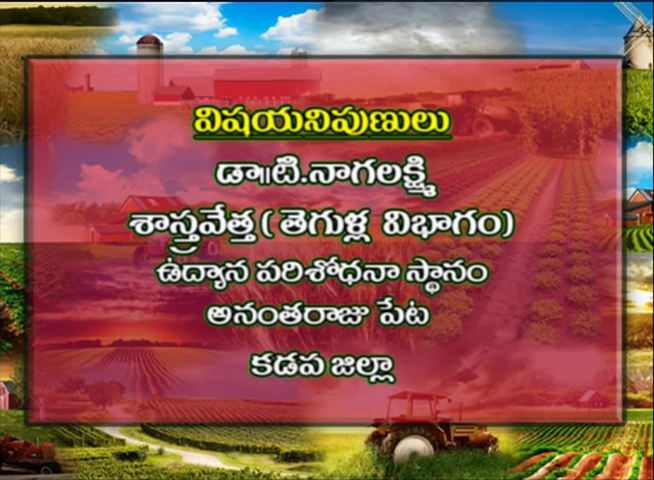 విషయనిపుణులు
డా॥టి.నాగలక్ష్మి
శాస్త్రవేత్త ( తెగుళ్ల విభాగం)
ఉద్యాన పరిశోధనా స్థానం
అనంతరాజు పేట
కడప జిల్లా